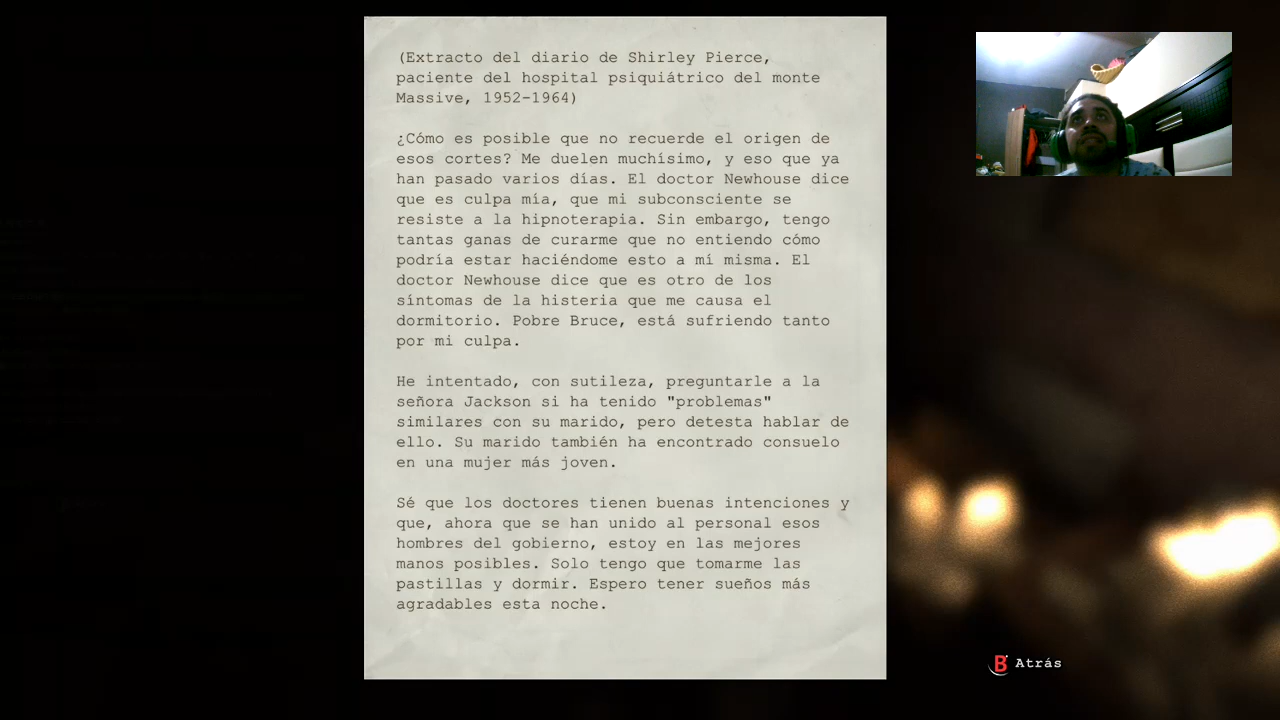 (Extracto del diario de Shirley Pierce,
paciente del hospital psiquiátrico del monte
Massive, 1952-1964)
¿Cómo es posible que no recuerde el origen de
esos cortes? Me duelen muchísimo, y eso que ya
han pasado varios días. El doctor Newhouse dice
que es culpa mía, que mi subconsciente se
resiste a la hipnoterapia. Sin embargo, tengo
tantas ganas de curarme que no entiendo cómo
podría estar haciéndome esto a mí misma. El
doctor Newhouse dice que es otro de los
síntomas de la histeria que me causa el
dormitorio. Pobre Bruce, está sufriendo tanto
por mi culpa.
He intentado, con sutileza, preguntarle a la
señora Jackson si ha tenido "problemas"
similares con su marido, pero detesta hablar de
ello. Su marido también ha encontrado consuelo
en una mujer más joven.
Sé que los doctores tienen buenas intenciones y
que, ahora que se han unido al personal esos
hombres del gobierno, estoy en las mejores
manos posibles. Solo tengo que tomarme las
pastillas y dormir. Espero tener sueños más
agradables esta noche.
B Atrás